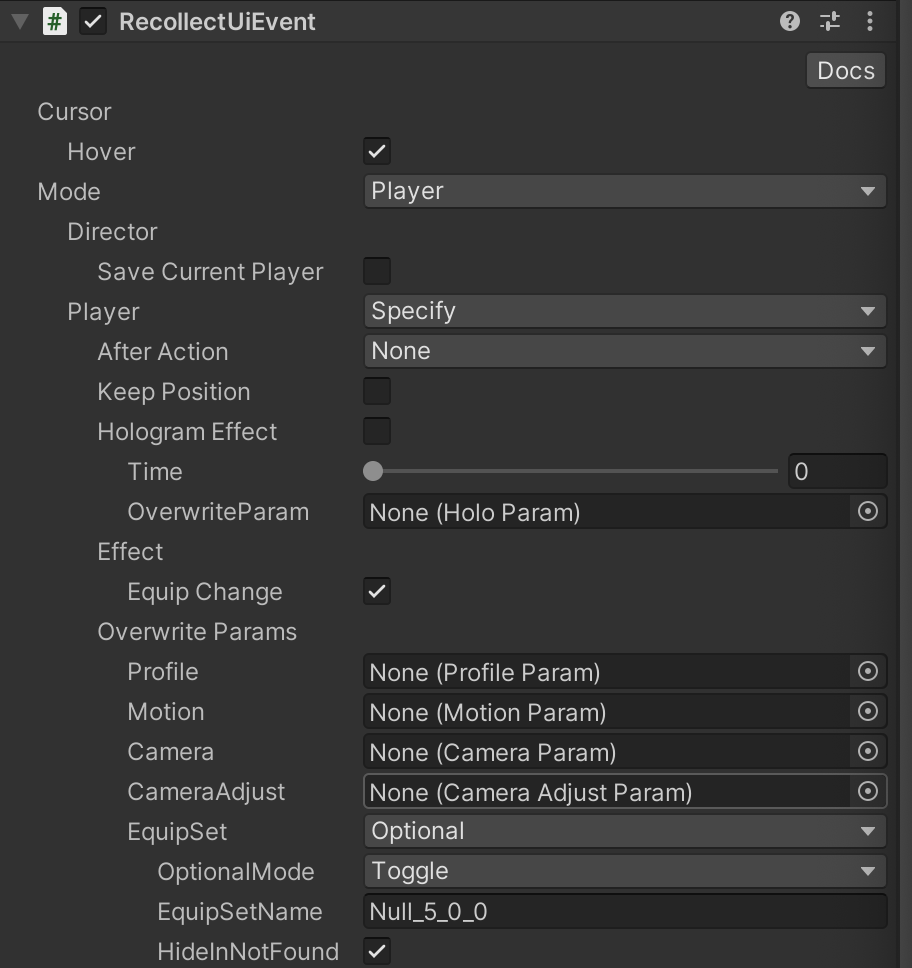 RecollectUiEvent
Docs
Cursor
Hover
Mode Player
Director
Save Current Player
Player Specify
After Action None
Keep Position
Hologram Effect
Time 0
OverwriteParam None (Holo Param)
Effect
Equip Change
Overwrite Params
Profile None (Profile Param)
Motion None (Motion Param)
Camera None (Camera Param)
CameraAdjust None (Camera Adjust Param)
EquipSet Optional
OptionalMode Toggle
EquipSetName Null_5_0_0
HideInNotFound